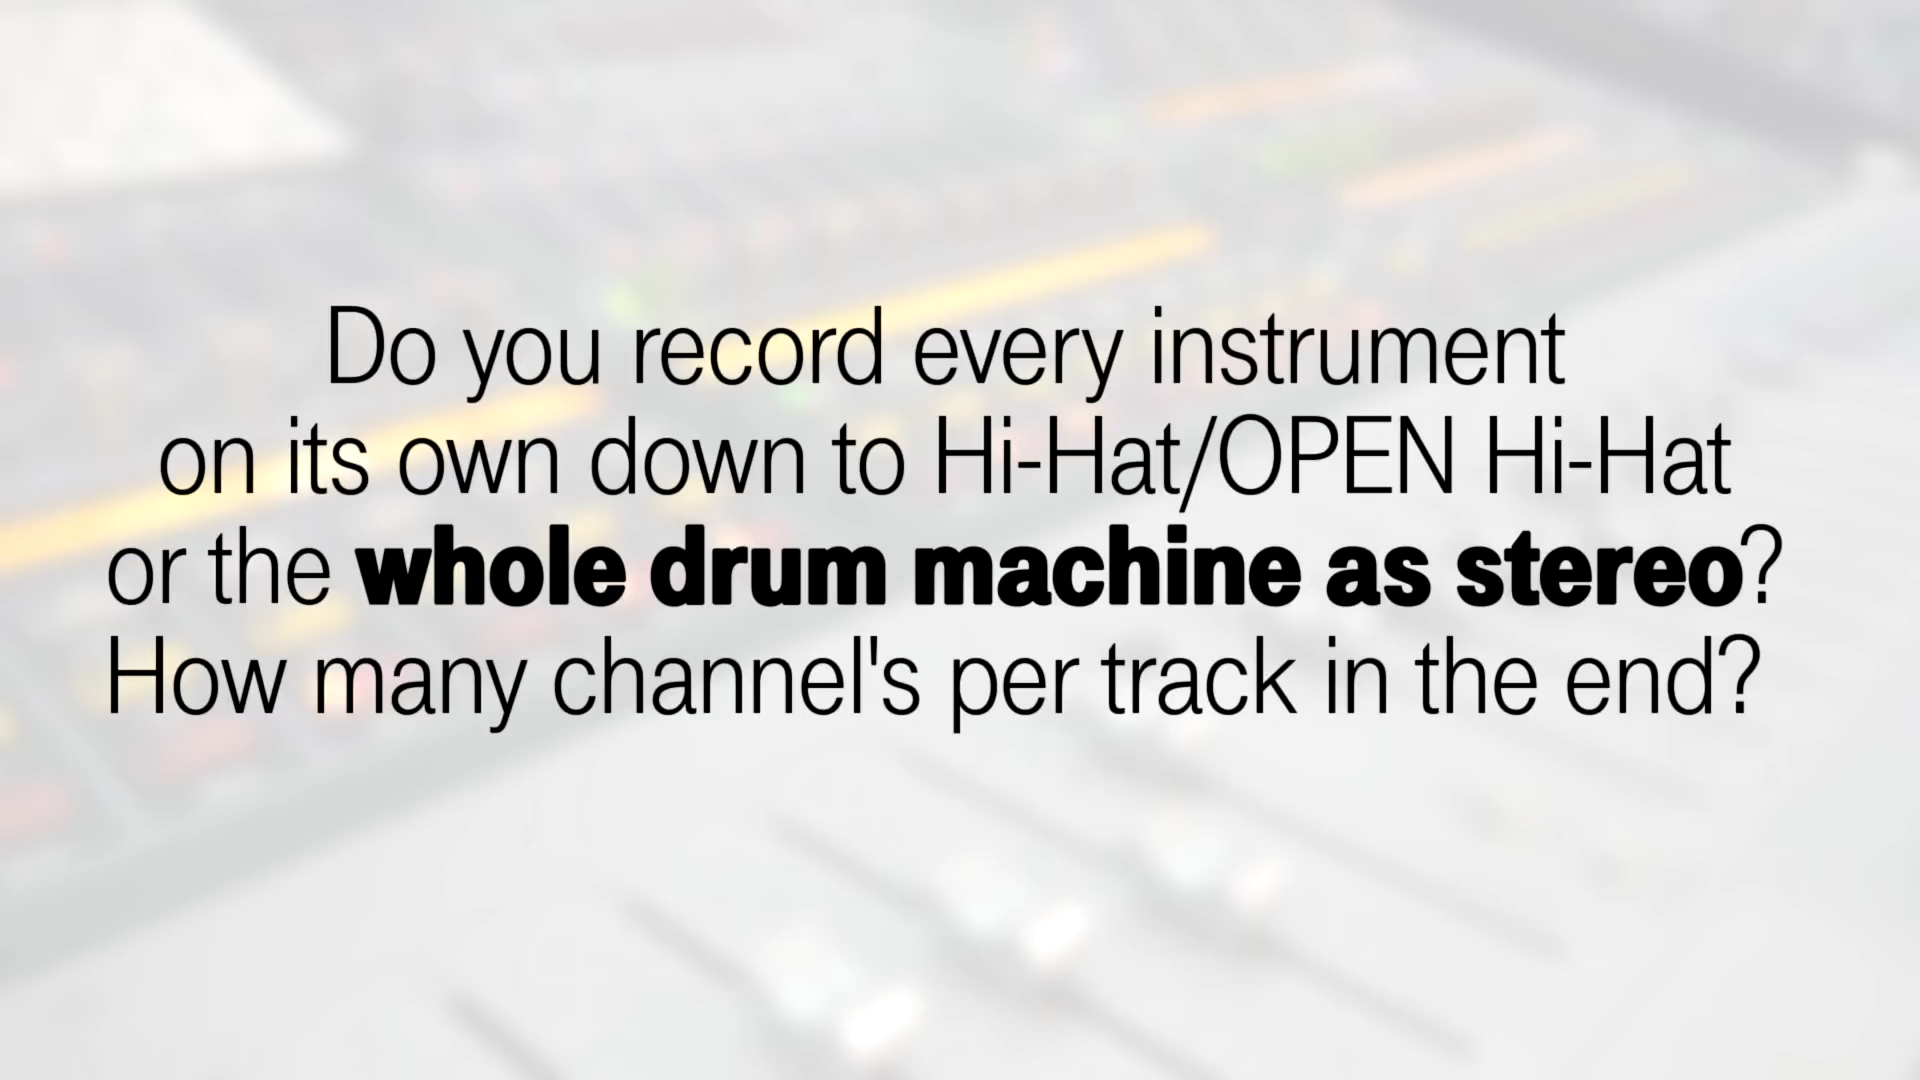 Do you record every instrument
on its own down to Hi-Hat/OPEN Hi-Hat
or the whole drum machine as stereo?
How many channel's per track in the end?